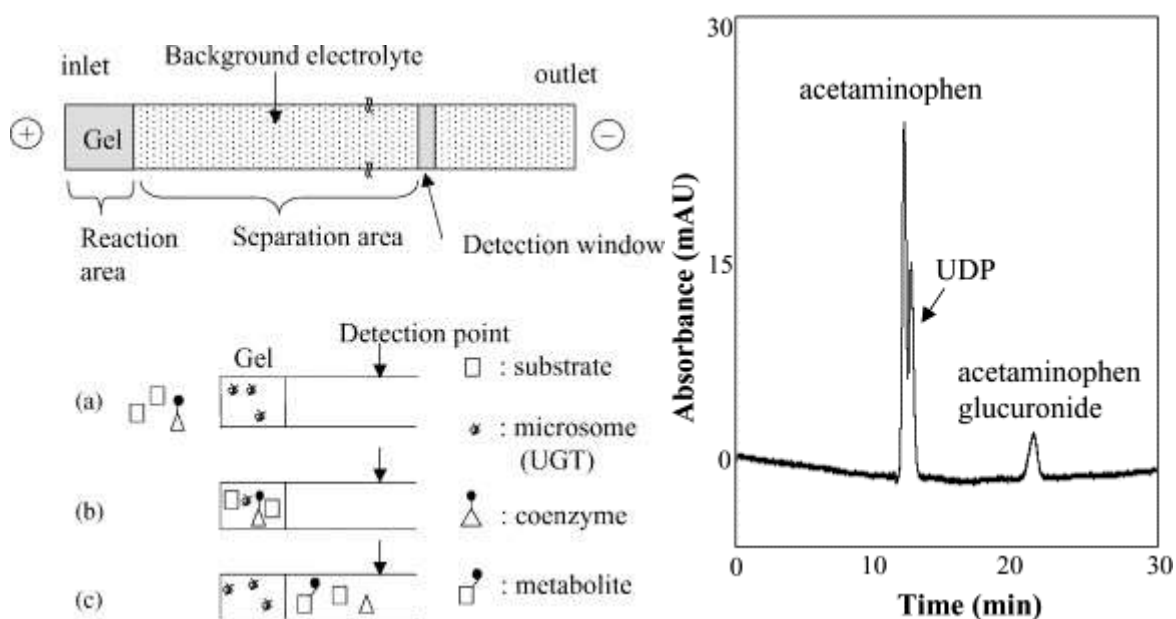 Background electrolyte
inlet
outlet
+
Gel
−
Reaction
area
Separation area
Detection window
Detection point
Gel
(a)
(b)
(c)
: substrate
: microsome
(UGT)
: coenzyme
: metabolite
30
15
0
Absorbance (mAU)
acetaminophen
UDP
acetaminophen
glucuronide
0
10
20
30
Time (min)